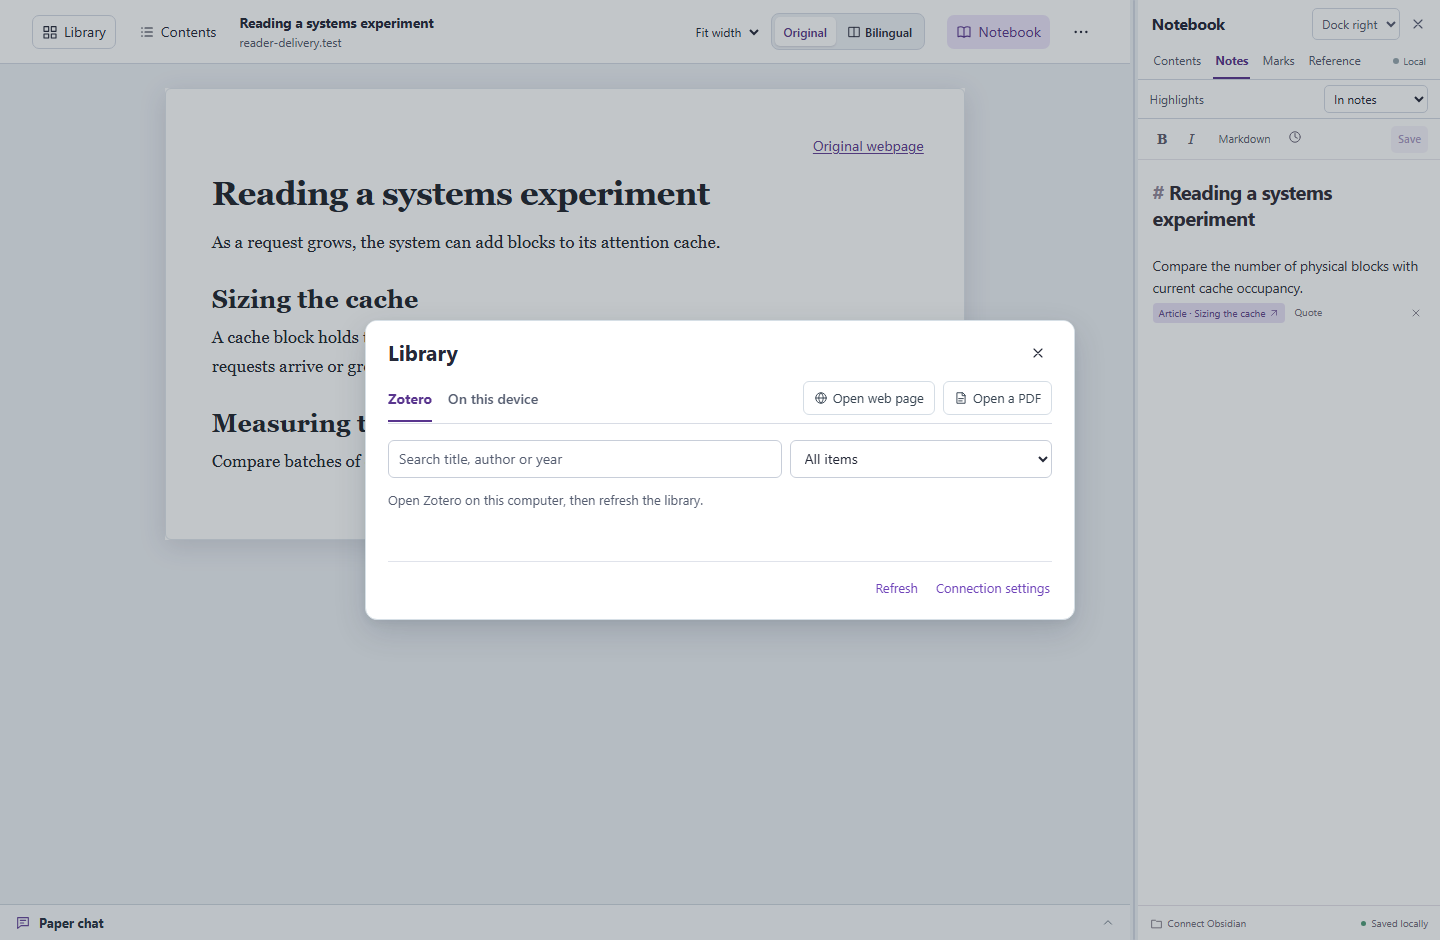 Library
Contents
Reading a systems experiment
reader-delivery.test
Fit width
Original
Bilingual
Notebook
Original webpage
Reading a systems experiment
As a request grows, the system can add blocks to its attention cache.
Sizing the cache
A cache block holds
requests arrive or
Measuring
Compare batches of
Library
Zotero
On this device
Open web page
Open a PDF
Search title, author or year
All items
Open Zotero on this computer, then refresh the library.
Refresh
Connection settings
Paper chat
Notebook
Dock right
Contents
Notes
Marks
Reference
Local
Highlights
In notes
B
I
Markdown
Save
# Reading a systems
experiment
Compare the number of physical blocks with
current cache occupancy.
Article · Sizing the cache ↗
Quote
Connect Obsidian
Saved locally